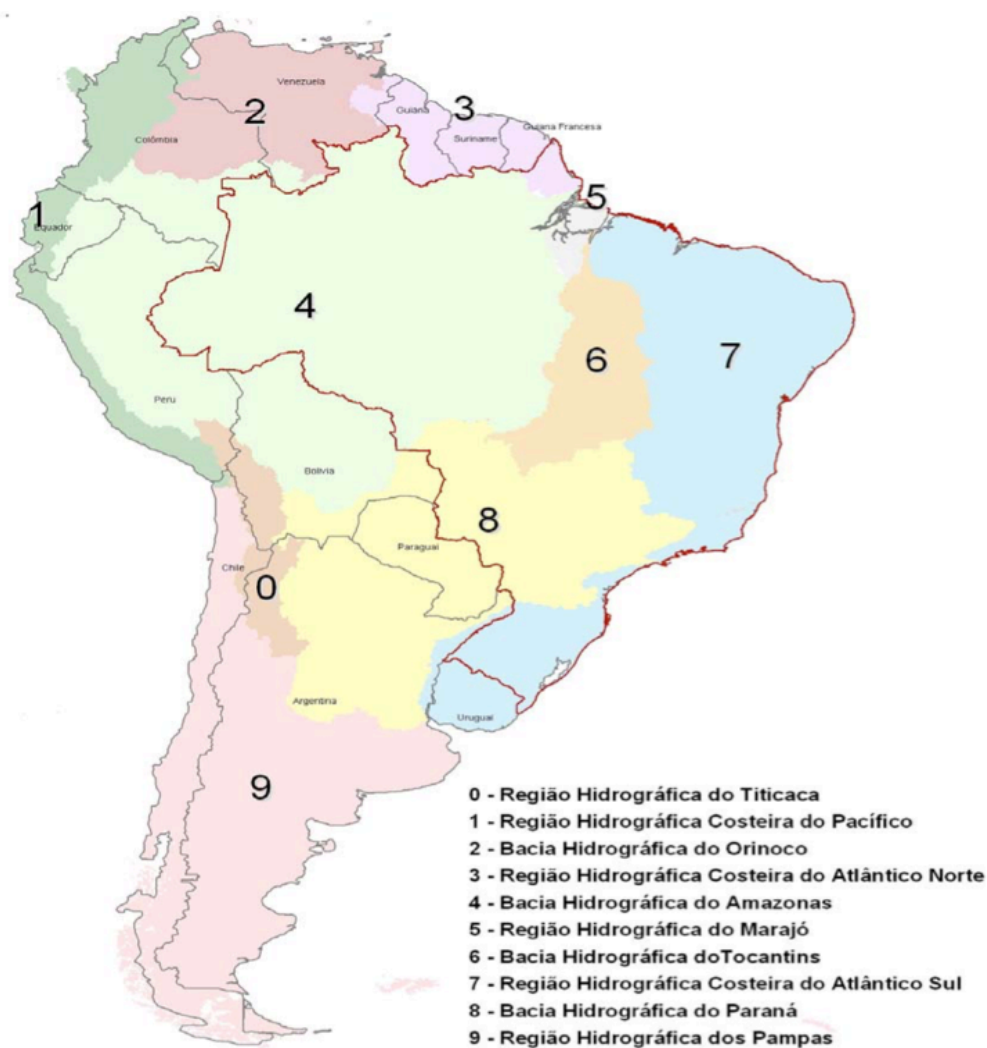 Venezuela
2
3
Guiana
Suriname
Guiana Francesa
Colômbia
5
1
Equador
4
6
7
Peru
Bolívia
8
Paraguai
Chile
0
Argentina
Uruguai
9
0 - Região Hidrográfica do Titicaca
1 - Região Hidrográfica Costeira do Pacífico
2 - Bacia Hidrográfica do Orinoco
3 - Região Hidrográfica Costeira do Atlântico Norte
4 - Bacia Hidrográfica do Amazonas
5 - Região Hidrográfica do Marajó
6 - Bacia Hidrográfica doTocantins
7 - Região Hidrográfica Costeira do Atlântico Sul
8 - Bacia Hidrográfica do Paraná
9 - Região Hidrográfica dos Pampas